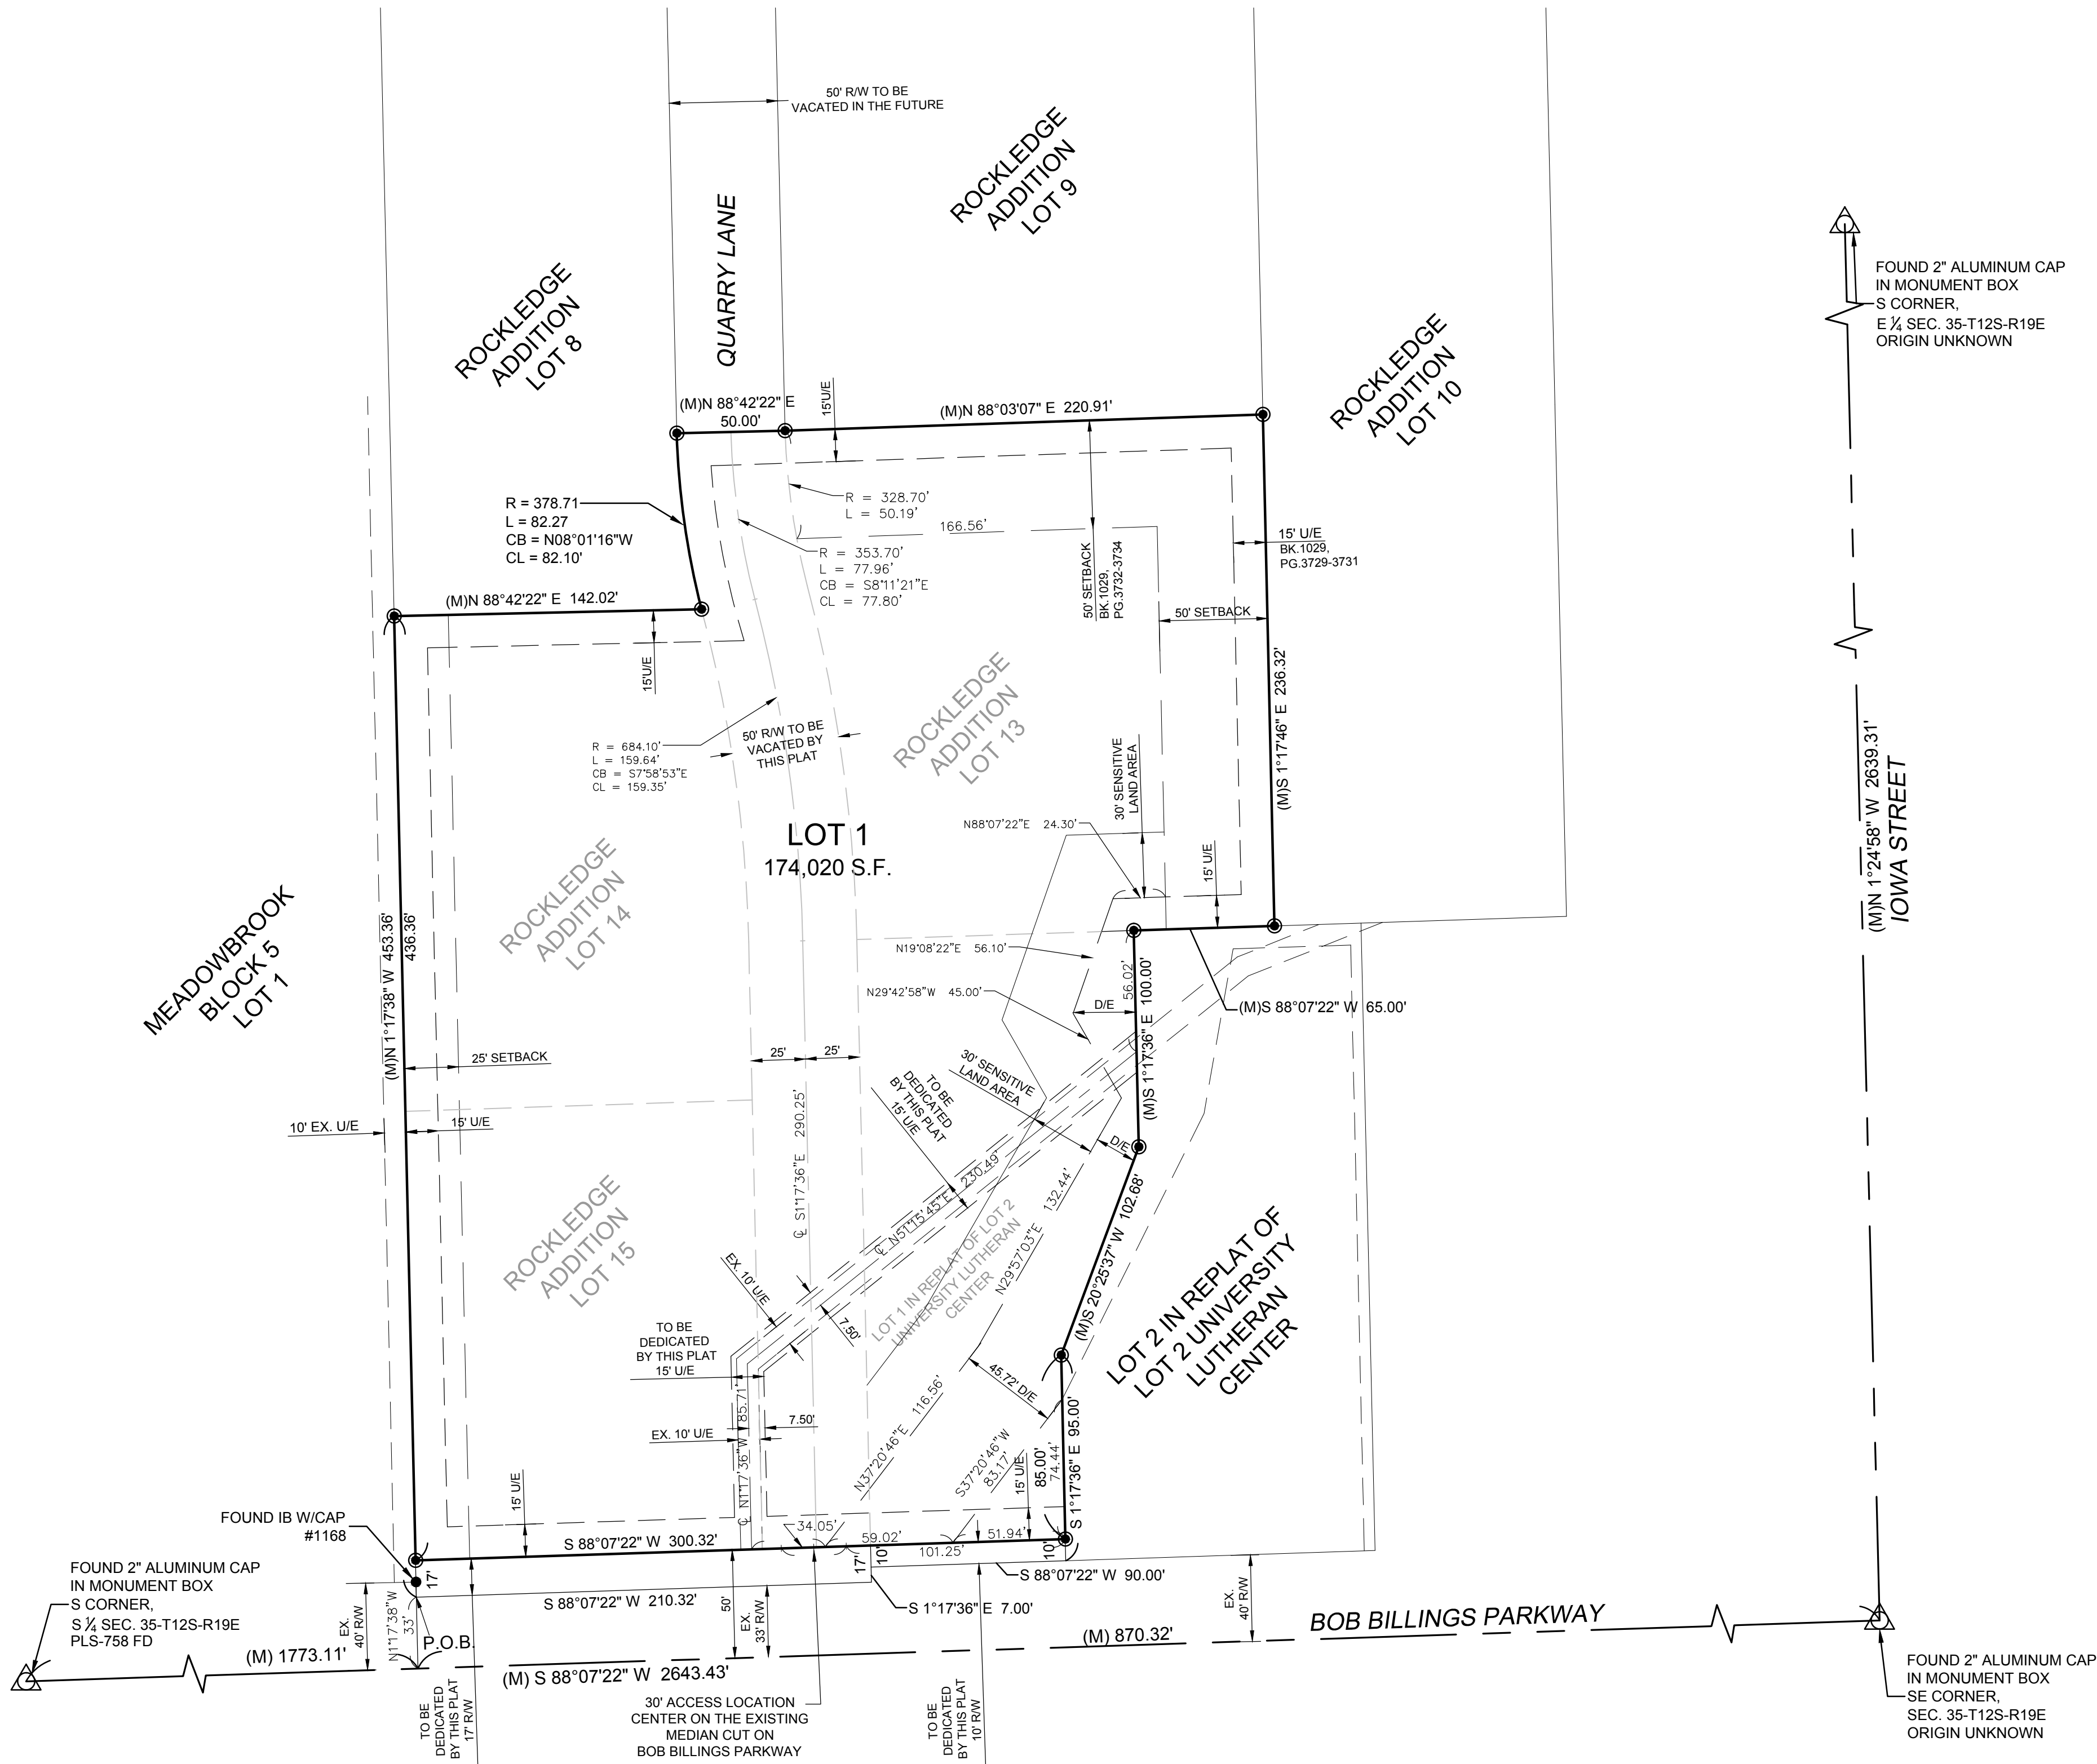 50' R/W TO BE
VACATED IN THE FUTURE
ROCKLEDGE
ADDITION
LOT 9
QUARRY LANE
ROCKLEDGE
ADDITION
LOT 8
ROCKLEDGE
ADDITION
LOT 10
FOUND 2" ALUMINUM CAP
IN MONUMENT BOX
S CORNER,
E ¼ SEC. 35-T12S-R19E
ORIGIN UNKNOWN
(M)N 88°42'22" E
50.00'
15'U/E
(M)N 88°03'07" E 220.91'
R = 378.71
L = 82.27
CB = N08°01'16"W
CL = 82.10'
R = 328.70'
L = 50.19'
166.56'
R = 353.70'
L = 77.96'
CB = S8°11'21"E
CL = 77.80'
50' SETBACK
BK.1029,
PG.3732-3734
15' U/E
BK.1029,
PG.3729-3731
50' SETBACK
(M)N 88°42'22" E 142.02'
15'U/E
(M)S 1°17'46" E 236.32'
R = 684.10'
L = 159.64'
CB = S7°58'53"E
CL = 159.35'
50' R/W TO BE
VACATED BY
THIS PLAT
ROCKLEDGE
ADDITION
LOT 13
30' SENSITIVE
LAND AREA
N88°07'22"E 24.30'
(M)N 1°24'58" W 2639.31'
IOWA STREET
LOT 1
174,020 S.F.
ROCKLEDGE
ADDITION
LOT 14
15' U/E
MEADOWBROOK
BLOCK 5
LOT 1
(M)N 1°17'38" W 453.36'
436.36'
N19°08'22"E 56.10'
N29°42'58"W 45.00'
D/E
56.02'
(M)S 1°17'36" E 100.00'
(M)S 88°07'22" W 65.00'
25' SETBACK
25'
25'
30' SENSITIVE
LAND AREA
TO BE
DEDICATED
BY THIS PLAT
15' U/E
10' EX. U/E
15' U/E
D/E
℄ S1°17'36"E 290.25'
℄ N51°15'45"E 230.49'
132.44'
N29°57'03"E
(M)S 20°25'37" W 102.68'
ROCKLEDGE
ADDITION
LOT 15
EX. 10' U/E
LOT 1 IN REPLAT OF LOT 2
UNIVERSITY LUTHERAN
CENTER
LOT 2 IN REPLAT OF
LOT 2 UNIVERSITY
LUTHERAN
CENTER
7.50'
TO BE
DEDICATED
BY THIS PLAT
15' U/E
45.72' D/E
℄ N1°17'36"W 85.71'
7.50'
EX. 10' U/E
N37°20'46"E 116.56'
S37°20'46"W
83.17'
15' U/E
85.00'
74.44'
S 1°17'36" E 95.00'
15' U/E
FOUND IB W/CAP
#1168
S 88°07'22" W 300.32'
34.05'
59.02'
51.94'
101.25'
17'
10'
10'
17'
S 88°07'22" W 90.00'
FOUND 2" ALUMINUM CAP
IN MONUMENT BOX
S CORNER,
S ¼ SEC. 35-T12S-R19E
PLS-758 FD
EX.
40' R/W
N1°17'38"W
33'
P.O.B.
S 88°07'22" W 210.32'
50'
EX.
33' R/W
S 1°17'36" E 7.00'
EX.
40' R/W
BOB BILLINGS PARKWAY
(M) 1773.11'
(M) S 88°07'22" W 2643.43'
(M) 870.32'
TO BE
DEDICATED
BY THIS PLAT
17' R/W
30' ACCESS LOCATION
CENTER ON THE EXISTING
MEDIAN CUT ON
BOB BILLINGS PARKWAY
TO BE
DEDICATED
BY THIS PLAT
10' R/W
FOUND 2" ALUMINUM CAP
IN MONUMENT BOX
SE CORNER,
SEC. 35-T12S-R19E
ORIGIN UNKNOWN